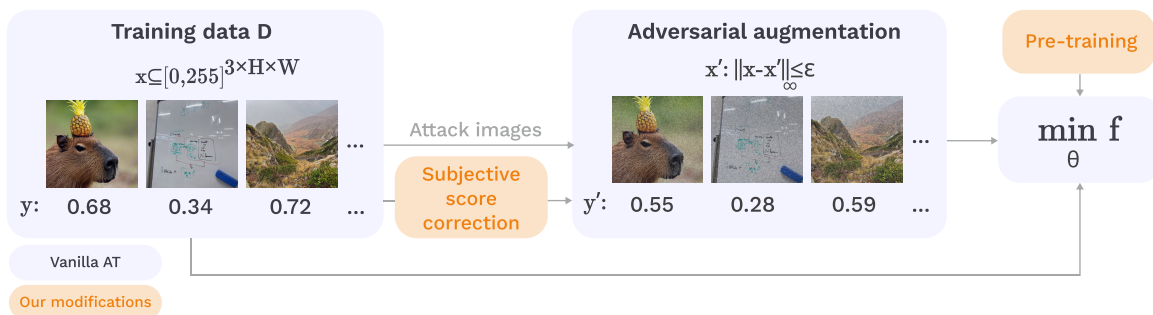 Training data D
x⊆[0,255]^3×H×W
...
y: 0.68 0.34 0.72 ...
Attack images
Subjective
score
correction
Adversarial augmentation
x′: ||x-x′||≤ε
∞
...
y′: 0.55 0.28 0.59 ...
Pre-training
min f
θ
Vanilla AT
Our modifications